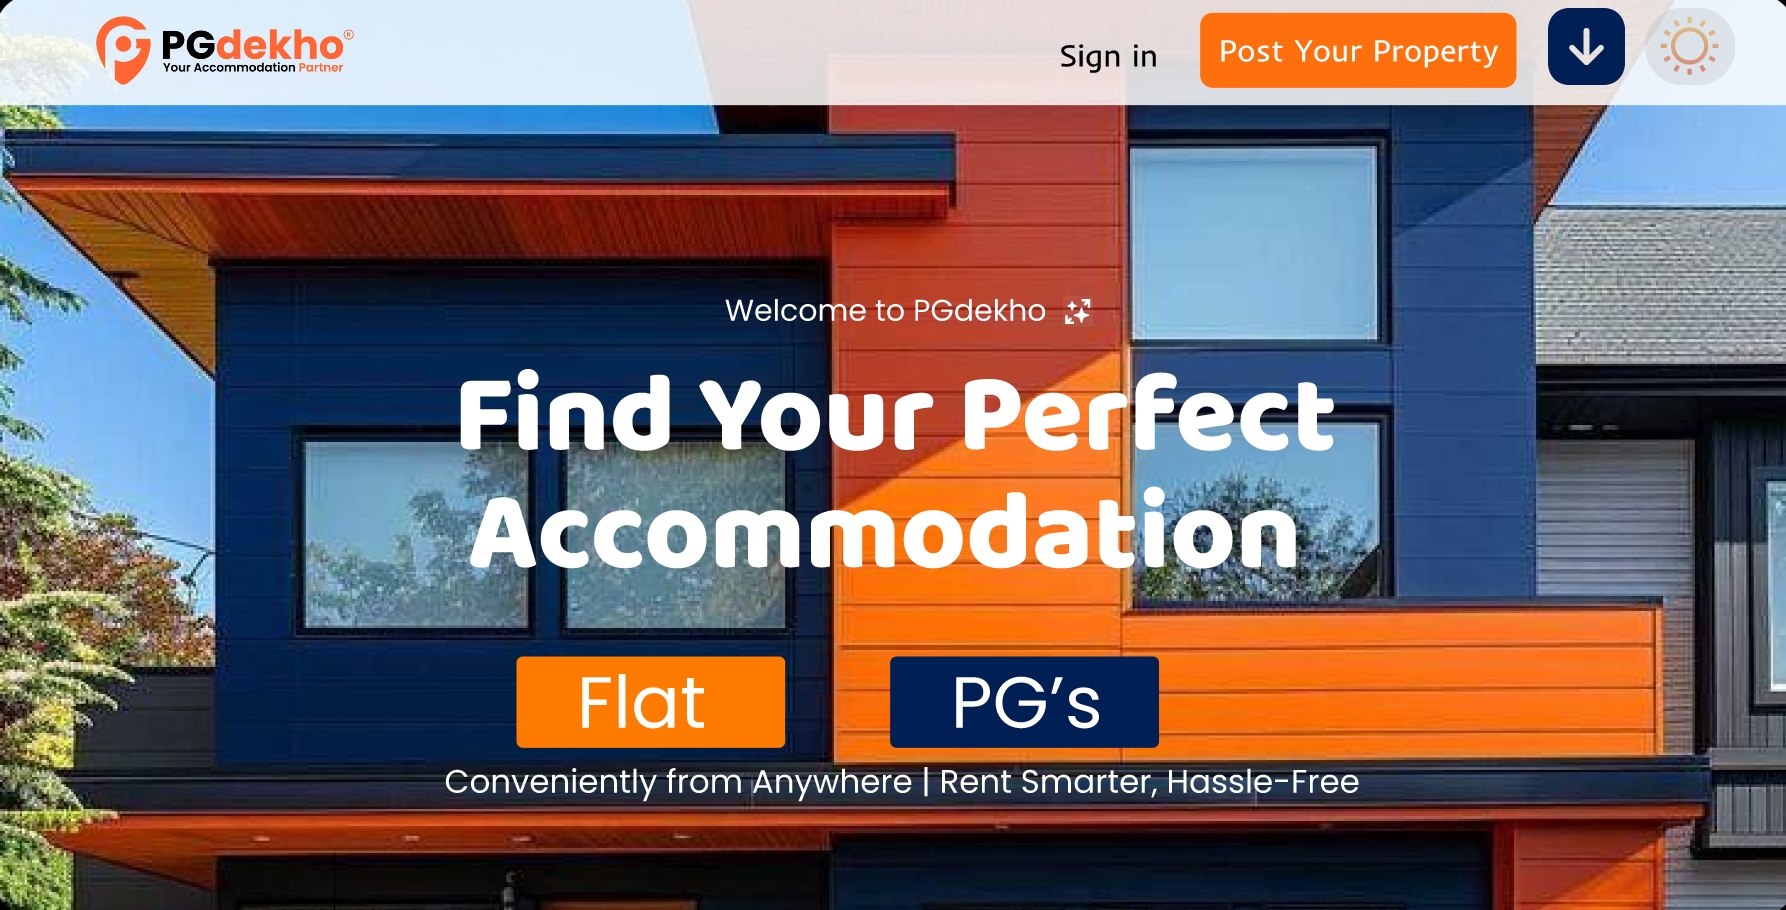 PGdekho®
Your Accommodation Partner
Sign in
Post Your Property
Welcome to PGdekho
Find Your Perfect
Accommodation
Flat
PG’s
Conveniently from Anywhere | Rent Smarter, Hassle-Free